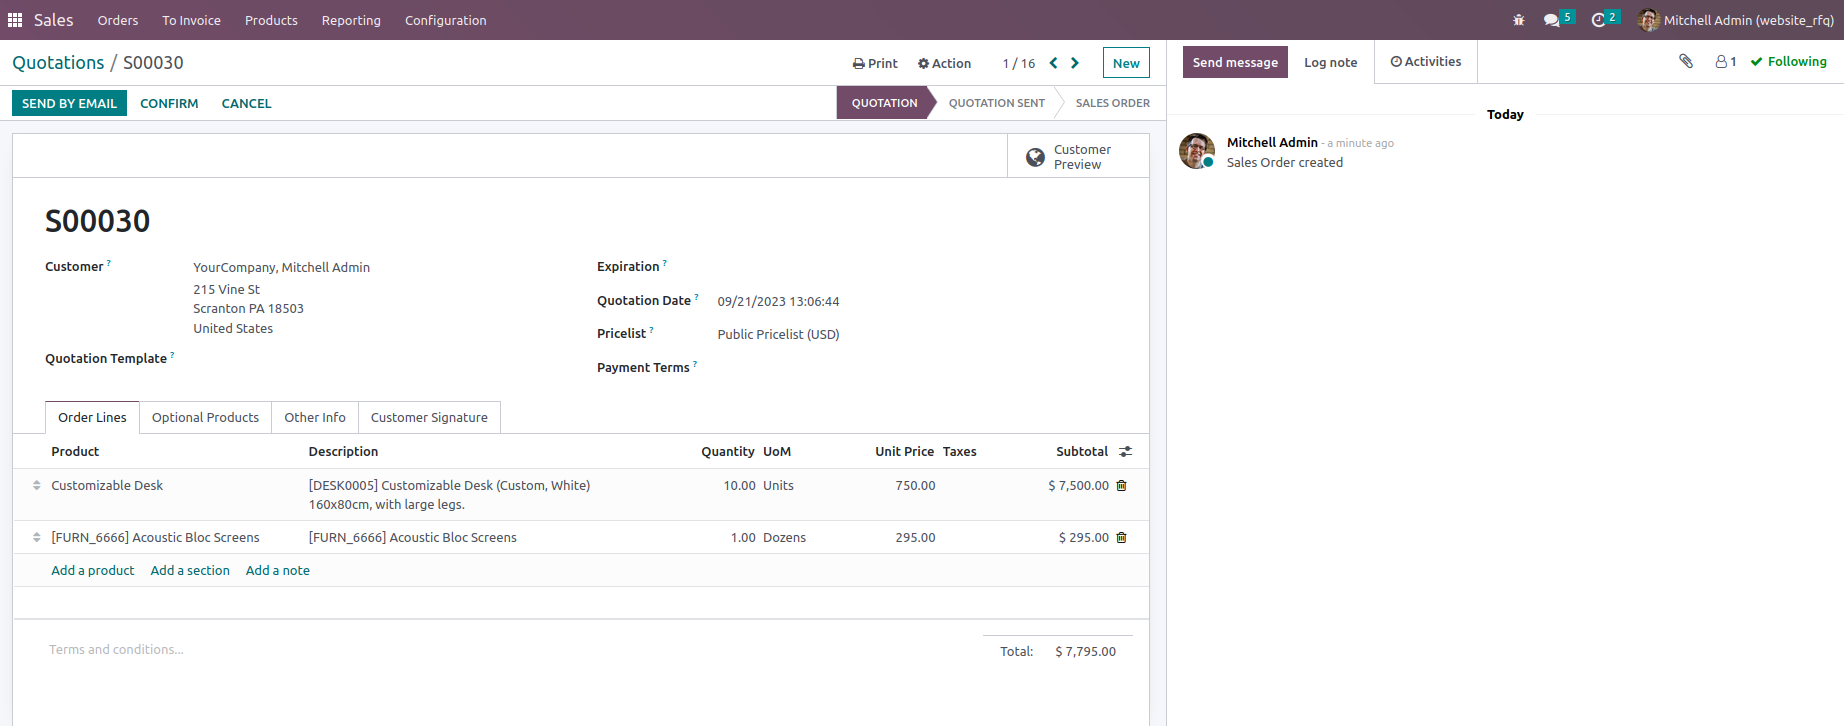 Sales Orders To Invoice Products Reporting Configuration 5 2 Mitchell Admin (website_rfq)
Quotations / S00030 Print Action 1 / 16 New
SEND BY EMAIL CONFIRM CANCEL QUOTATION QUOTATION SENT SALES ORDER
Customer
Preview
S00030
Customer ? YourCompany, Mitchell Admin
215 Vine St
Scranton PA 18503
United States
Quotation Template ?
Expiration ?
Quotation Date ? 09/21/2023 13:06:44
Pricelist ? Public Pricelist (USD)
Payment Terms ?
Order Lines Optional Products Other Info Customer Signature
Product Description Quantity UoM Unit Price Taxes Subtotal
Customizable Desk [DESK0005] Customizable Desk (Custom, White) 10.00 Units 750.00 $ 7,500.00
160x80cm, with large legs.
[FURN_6666] Acoustic Bloc Screens [FURN_6666] Acoustic Bloc Screens 1.00 Dozens 295.00 $ 295.00
Add a product Add a section Add a note
Terms and conditions...
Total: $ 7,795.00
Send message Log note Activities 1 Following
Today
Mitchell Admin - a minute ago
Sales Order created